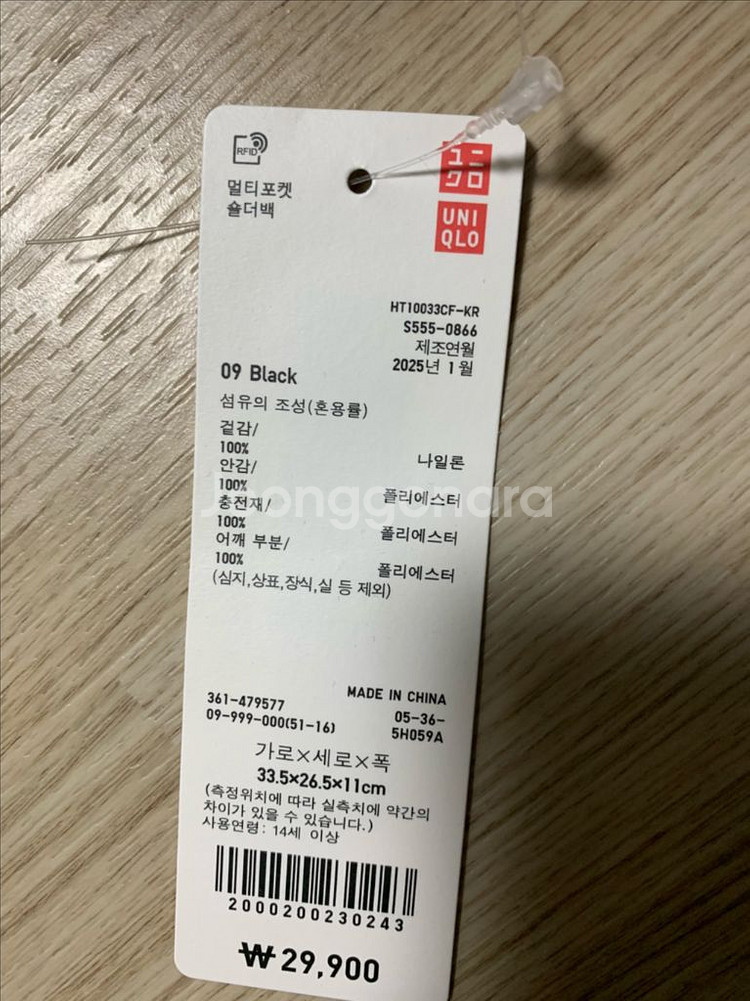 RFID
멀티포켓
숄더백
ユニ
クロ
UNI
QLO
HT10033CF-KR
S555-0866
제조연월
2025년 1월
09 Black
섬유의 조성(혼용률)
겉감/
100% 나일론
안감/
100% 폴리에스터
충전재/
100% 폴리에스터
어깨 부분/
100% 폴리에스터
(심지,상표,장식,실 등 제외)
Joonggonara
361-479577 MADE IN CHINA
09-999-000(51-16) 05-36-
5H059A
가로×세로×폭
33.5×26.5×11cm
(측정위치에 따라 실측치에 약간의
차이가 있을 수 있습니다.)
사용연령: 14세 이상
2000200230243
₩29,900